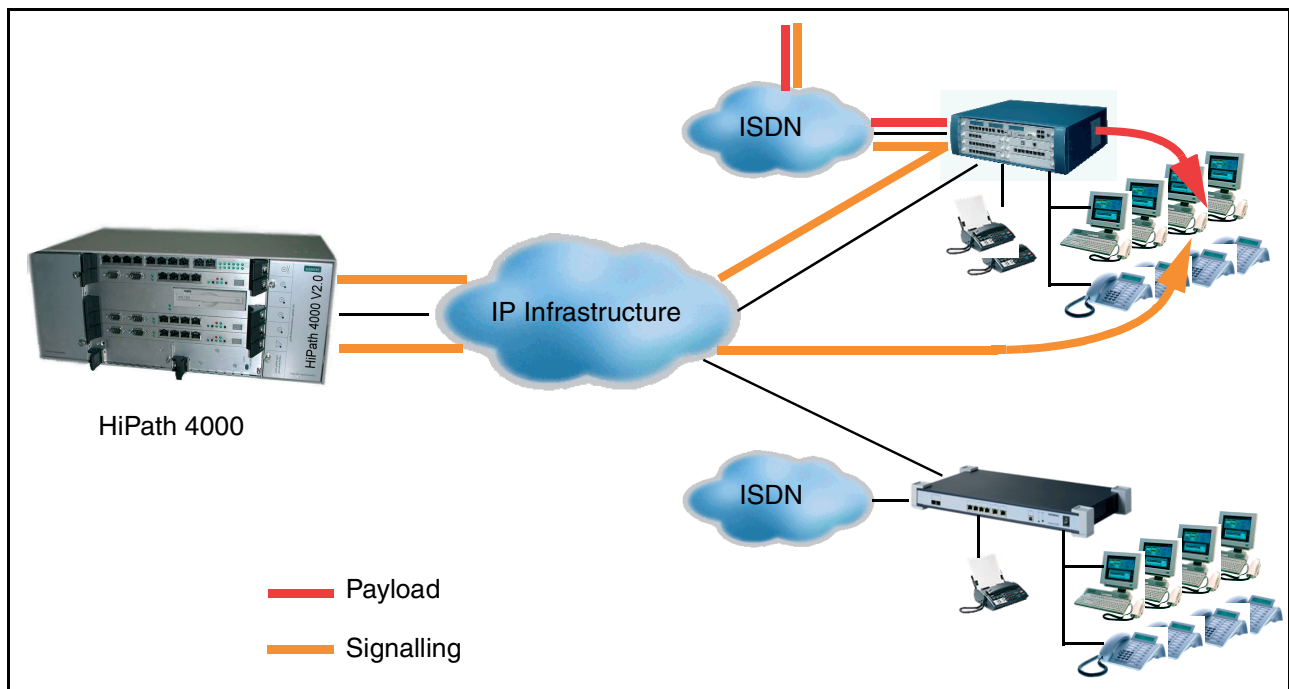 ISDN
IP Infrastructure
HiPath 4000 V2.0
HiPath 4000
ISDN
Payload
Signalling